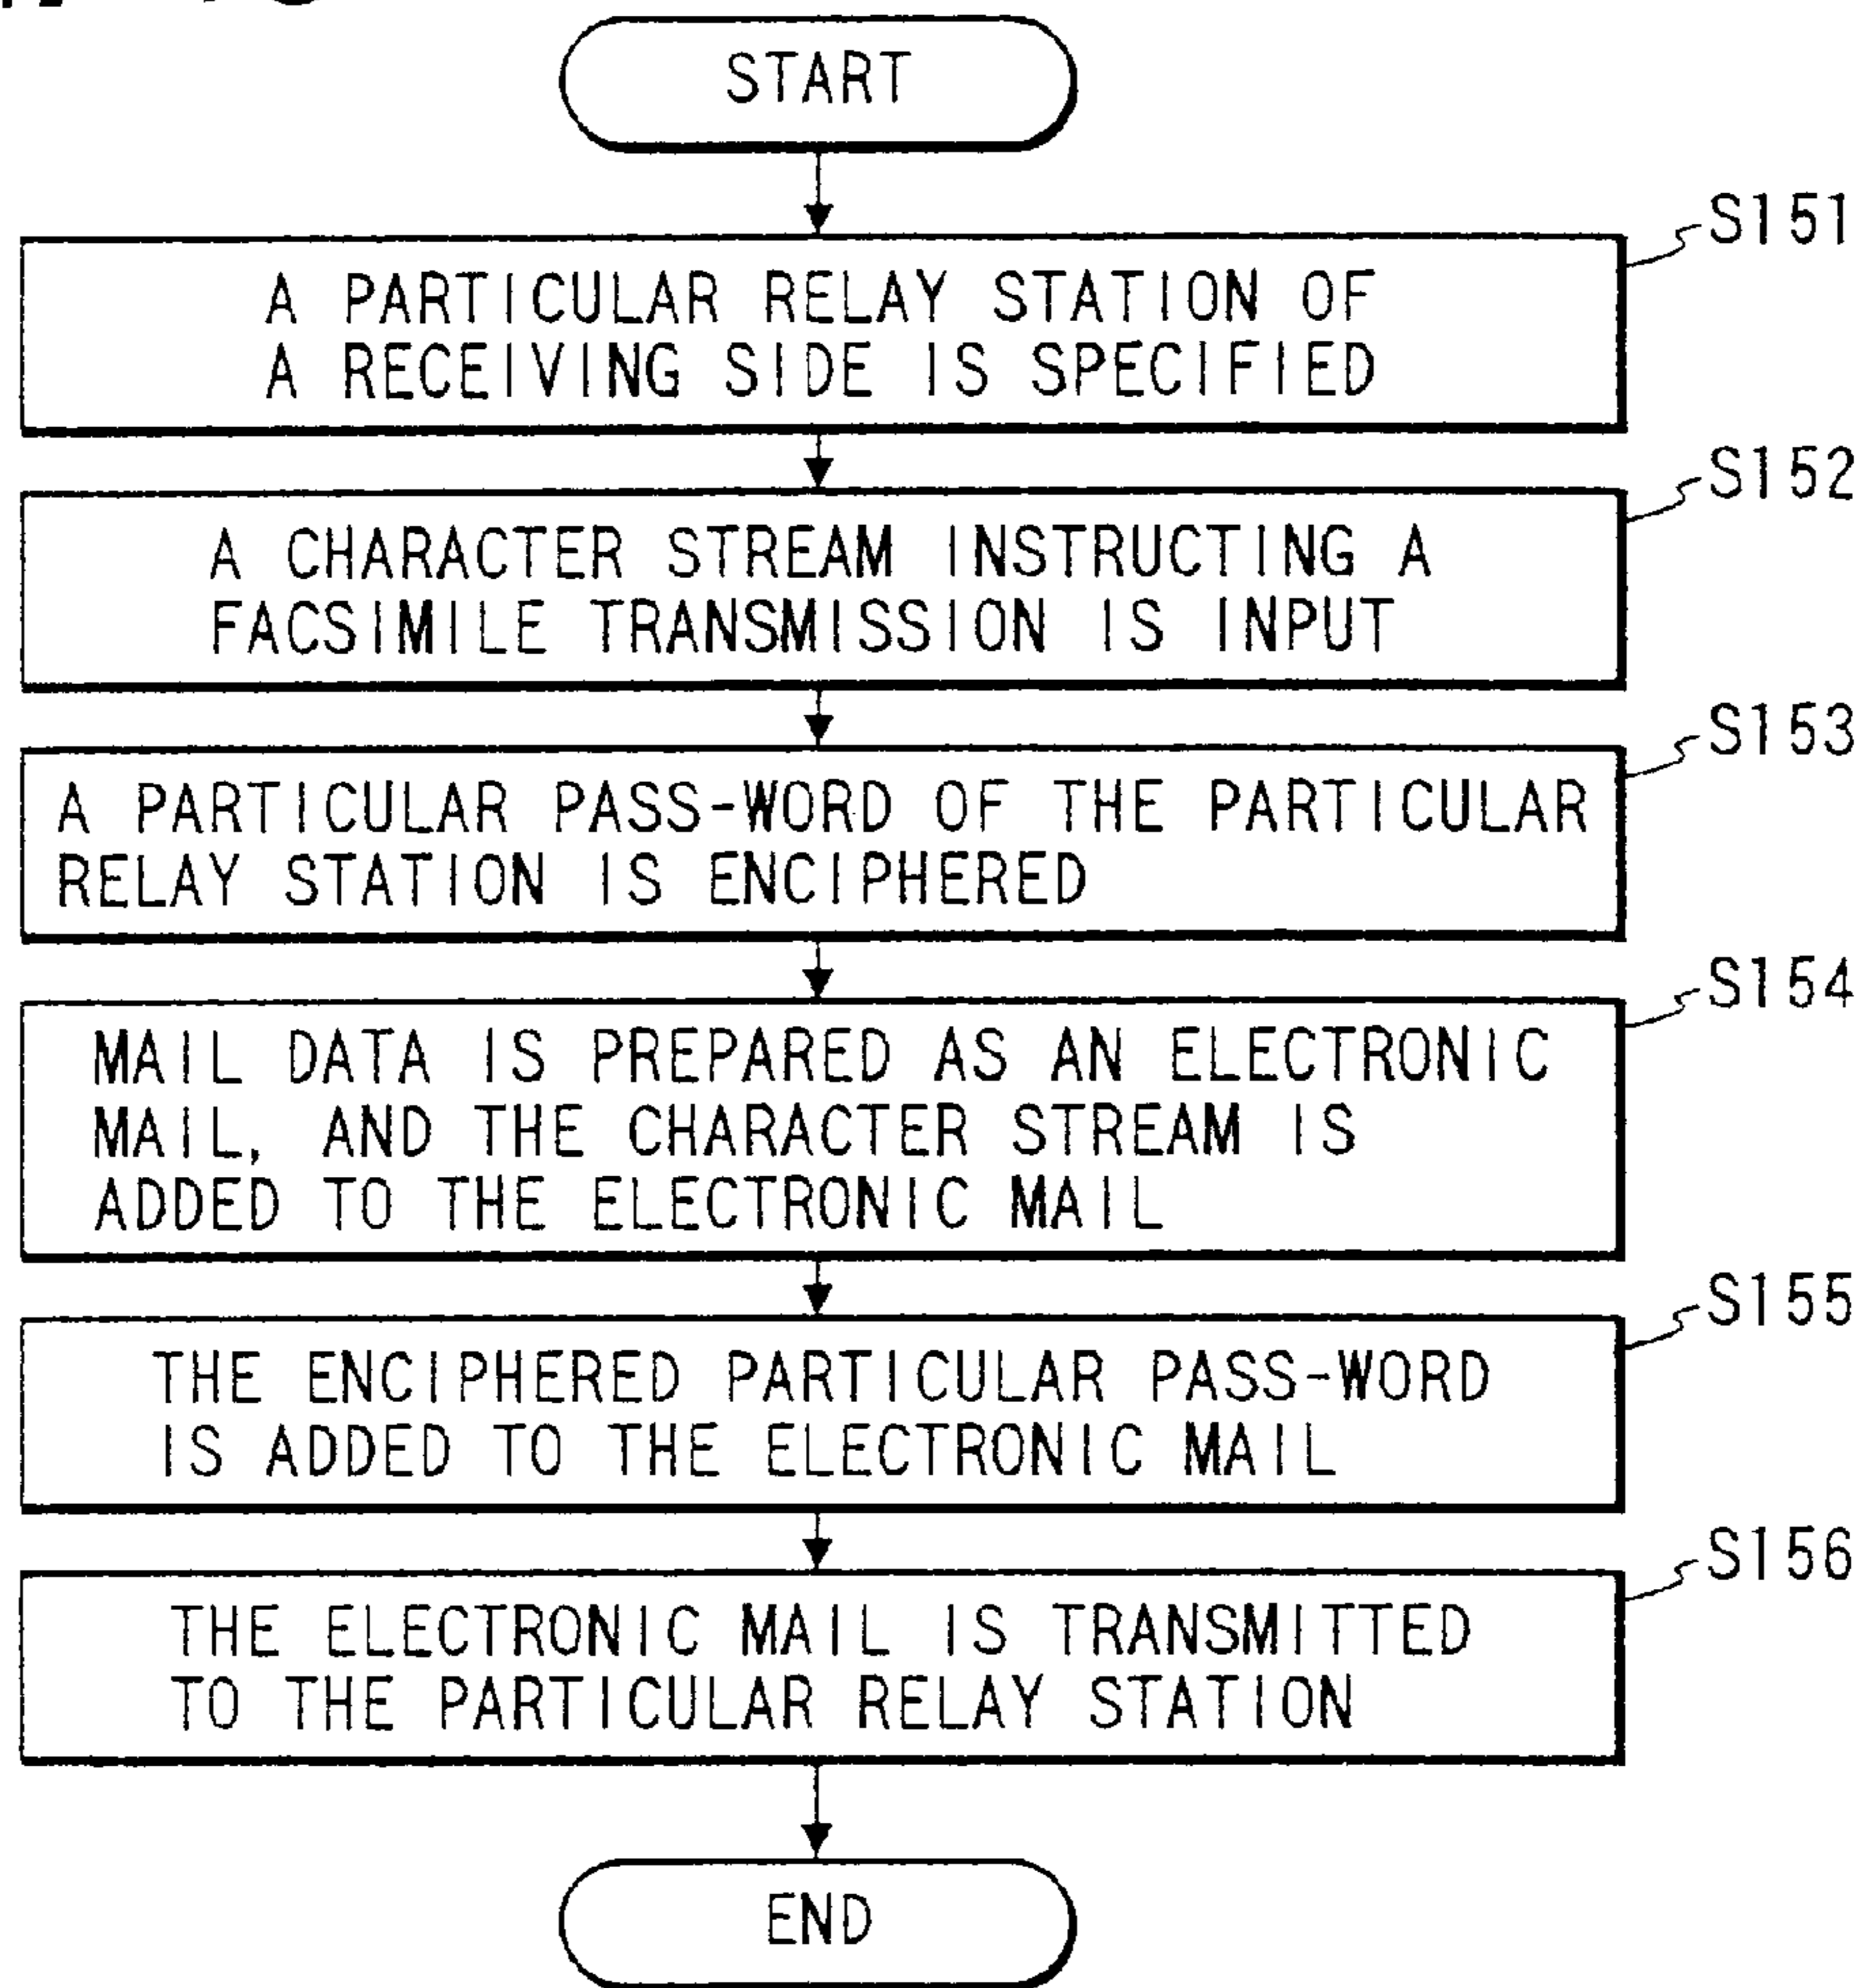 START
S151
A PARTICULAR RELAY STATION OF
A RECEIVING SIDE IS SPECIFIED
S152
A CHARACTER STREAM INSTRUCTING A
FACSIMILE TRANSMISSION IS INPUT
S153
A PARTICULAR PASS-WORD OF THE PARTICULAR
RELAY STATION IS ENCIPHERED
S154
MAIL DATA IS PREPARED AS AN ELECTRONIC
MAIL, AND THE CHARACTER STREAM IS
ADDED TO THE ELECTRONIC MAIL
S155
THE ENCIPHERED PARTICULAR PASS-WORD
IS ADDED TO THE ELECTRONIC MAIL
S156
THE ELECTRONIC MAIL IS TRANSMITTED
TO THE PARTICULAR RELAY STATION
END